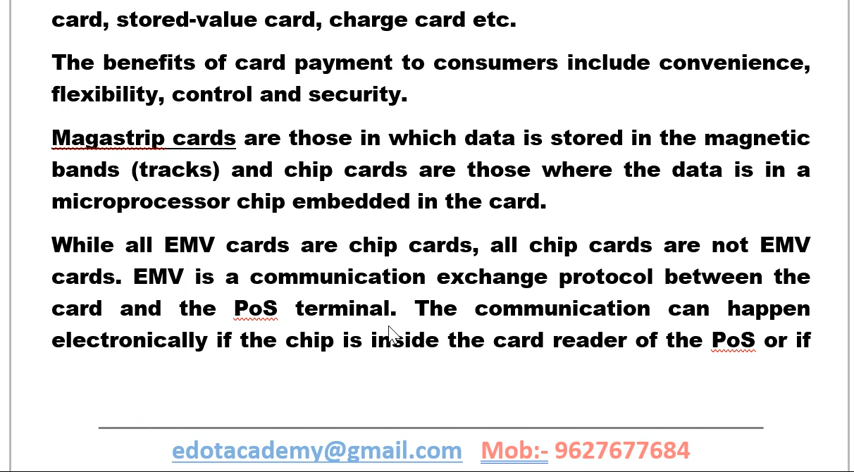 card, stored-value card, charge card etc.
The benefits of card payment to consumers include convenience,
flexibility, control and security.
Magastrip cards are those in which data is stored in the magnetic
bands (tracks) and chip cards are those where the data is in a
microprocessor chip embedded in the card.
While all EMV cards are chip cards, all chip cards are not EMV
cards. EMV is a communication exchange protocol between the
card and the PoS terminal. The communication can happen
electronically if the chip is inside the card reader of the PoS or if
edotacademy@gmail.com Mob:- 9627677684